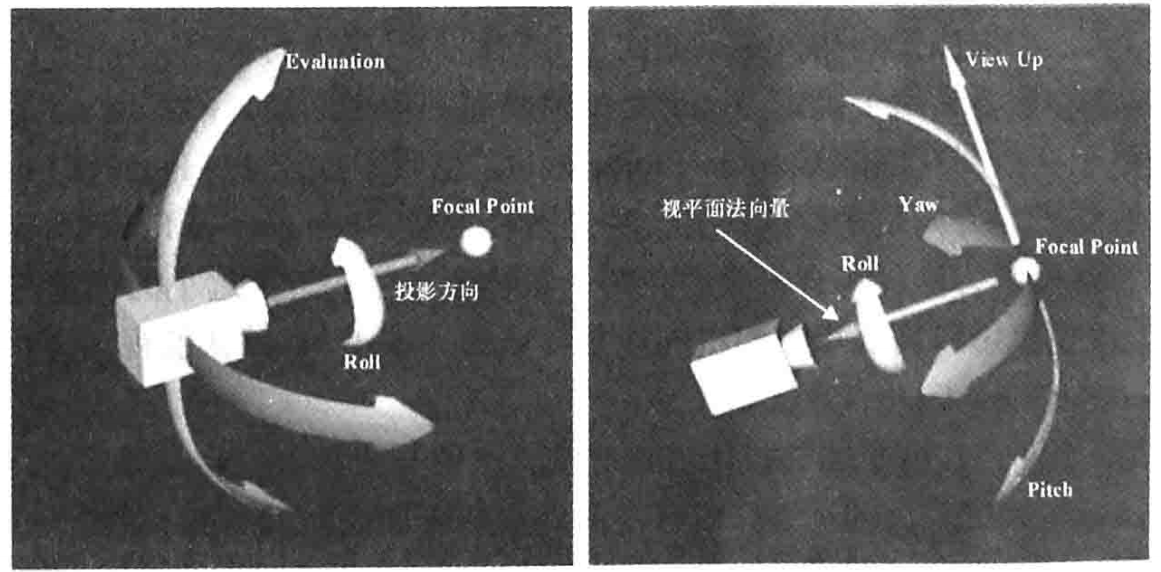 Evaluation
Focal Point
投影方向
Roll
View Up
视平面法向量
Yaw
Focal Point
Roll
Pitch